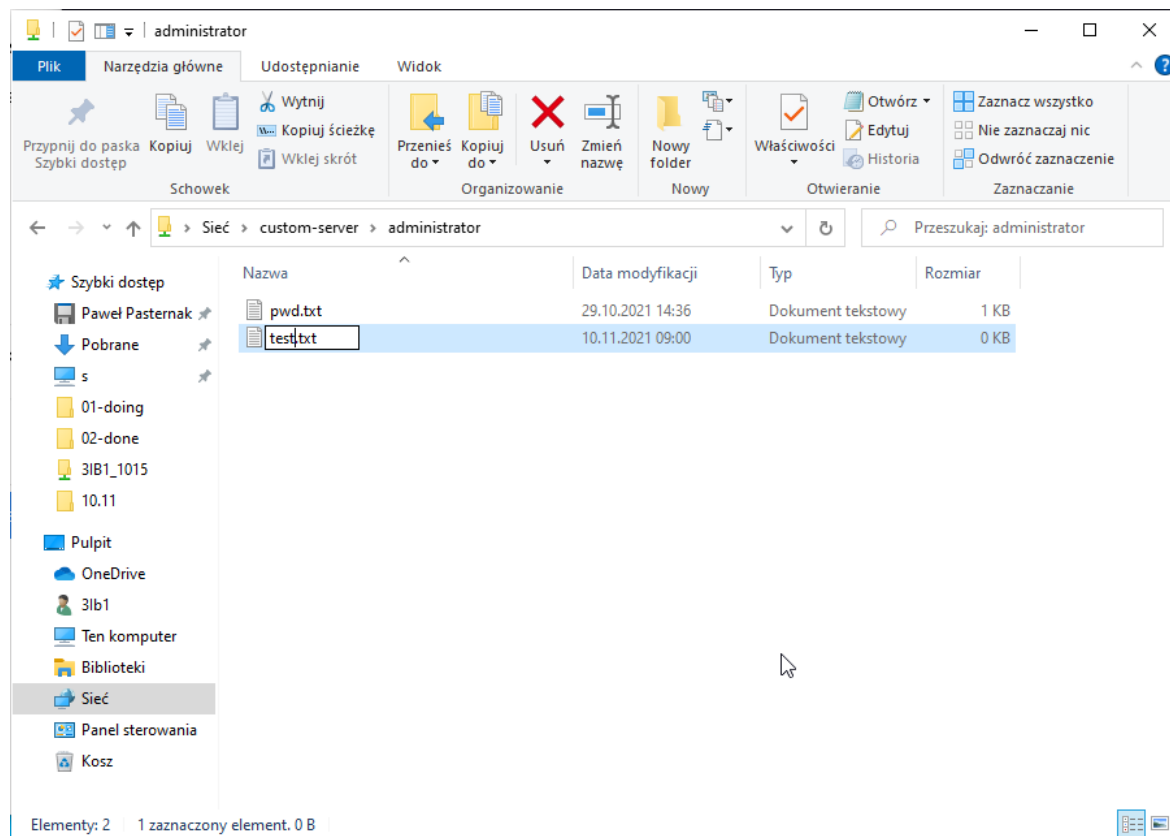 administrator
Plik Narzędzia główne Udostępnianie Widok
Przypnij do paska Szybki dostęp
Kopiuj
Wklej
Wytnij
Kopiuj ścieżkę
Wklej skrót
Schowek
Przenieś do
Kopiuj do
Usuń
Zmień nazwę
Organizowanie
Nowy folder
Nowy
Właściwości
Otwórz
Edytuj
Historia
Otwieranie
Zaznacz wszystko
Nie zaznaczaj nic
Odwróć zaznaczenie
Zaznaczanie
Sieć > custom-server > administrator
Przeszukaj: administrator
Szybki dostęp
Paweł Pasternak
Pobrane
s
01-doing
02-done
3IB1_1015
10.11
Pulpit
OneDrive
3Ib1
Ten komputer
Biblioteki
Sieć
Panel sterowania
Kosz
Nazwa Data modyfikacji Typ Rozmiar
pwd.txt 29.10.2021 14:36 Dokument tekstowy 1 KB
test.txt 10.11.2021 09:00 Dokument tekstowy 0 KB
Elementy: 2 1 zaznaczony element. 0 B